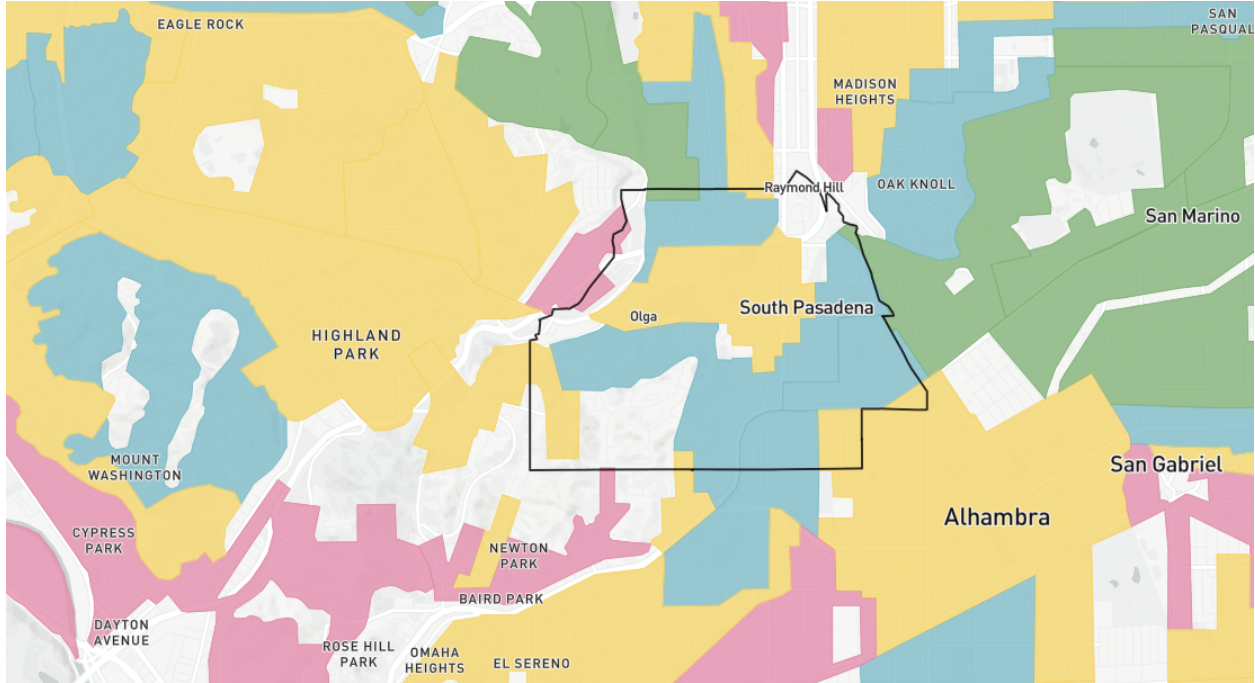 EAGLE ROCK
SAN
PASQUAL
MADISON
HEIGHTS
OAK KNOLL
Raymond Hill
San Marino
South Pasadena
Olga
HIGHLAND
PARK
MOUNT
WASHINGTON
San Gabriel
Alhambra
CYPRESS
PARK
NEWTON
PARK
BAIRD PARK
DAYTON
AVENUE
ROSE HILL
PARK
OMAHA
HEIGHTS
EL SERENO